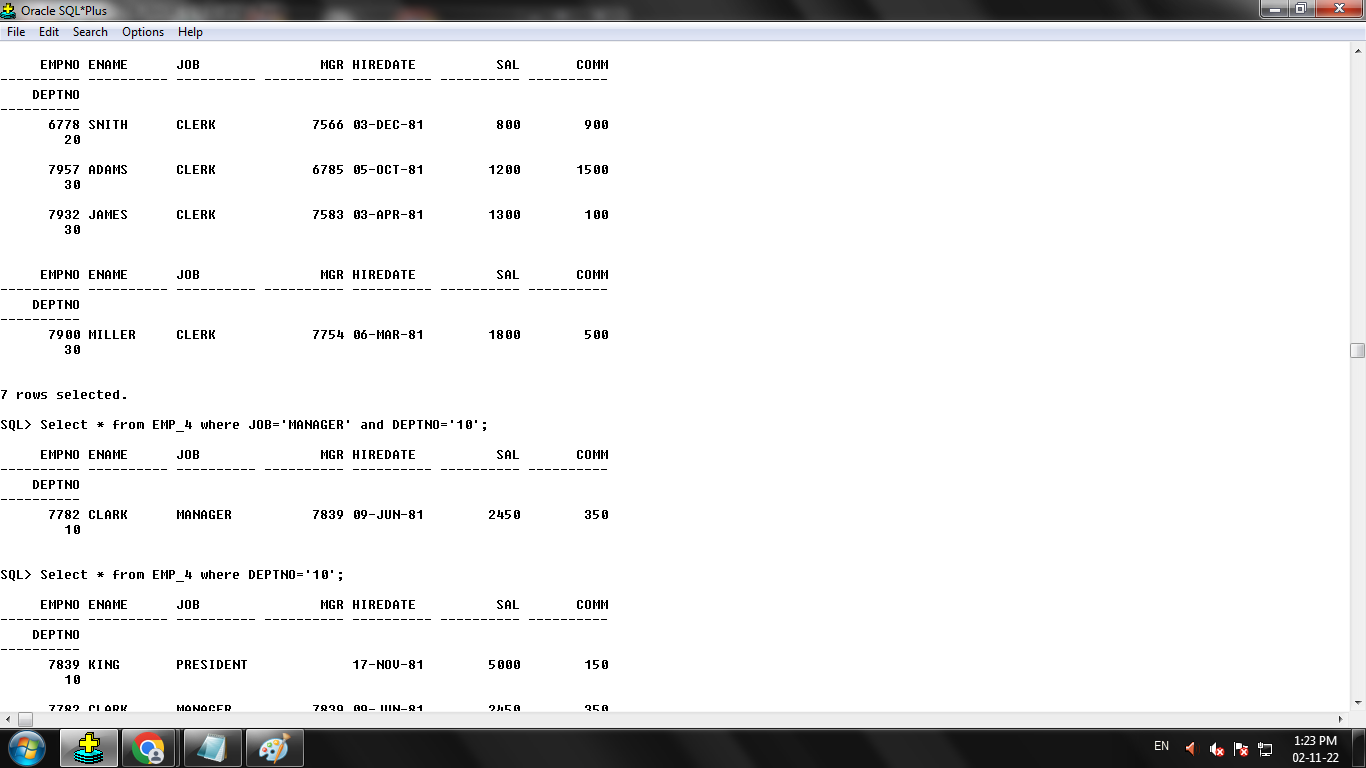 Oracle SQL*Plus
File Edit Search Options Help
EMPNO ENAME JOB MGR HIREDATE SAL COMM
---------- ---------- ---------- ---------- ---------- ---------- ----------
DEPTNO
----------
6778 SNITH CLERK 7566 03-DEC-81 800 900
20
7957 ADAMS CLERK 6785 05-OCT-81 1200 1500
30
7932 JAMES CLERK 7583 03-APR-81 1300 100
30
EMPNO ENAME JOB MGR HIREDATE SAL COMM
---------- ---------- ---------- ---------- ---------- ---------- ----------
DEPTNO
----------
7900 MILLER CLERK 7754 06-MAR-81 1800 500
30
7 rows selected.
SQL> Select * from EMP_4 where JOB='MANAGER' and DEPTNO='10';
EMPNO ENAME JOB MGR HIREDATE SAL COMM
---------- ---------- ---------- ---------- ---------- ---------- ----------
DEPTNO
----------
7782 CLARK MANAGER 7839 09-JUN-81 2450 350
10
SQL> Select * from EMP_4 where DEPTNO='10';
EMPNO ENAME JOB MGR HIREDATE SAL COMM
---------- ---------- ---------- ---------- ---------- ---------- ----------
DEPTNO
----------
7839 KING PRESIDENT 17-NOV-81 5000 150
10
7782 CLARK MANAGER 7839 09-JUN-81 2450 350
EN 1:23 PM
02-11-22